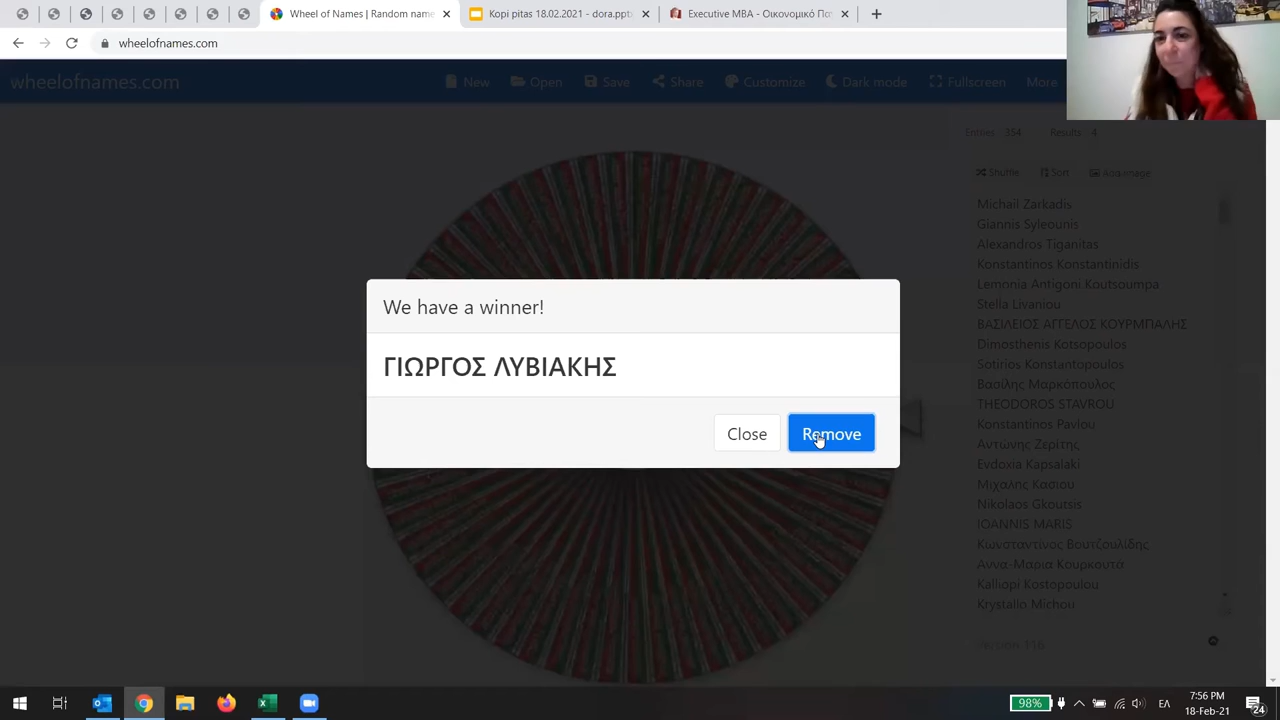 Wheel of Names | Random name
Kopi pitas 18.02.2021 - dora.ppt
Executive MBA - Οικονομικό Πα
wheelofnames.com
wheelofnames.com
New
Open
Save
Share
Customize
Dark mode
Fullscreen
More
Entries 354
Results 4
Shuffle
Sort
Add image
Michail Zarkadis
Giannis Syleounis
Alexandros Tiganitas
Konstantinos Konstantinidis
Lemonia Antigoni Koutsoumpa
Stella Livaniou
ΒΑΣΙΛΕΙΟΣ ΑΓΓΕΛΟΣ ΚΟΥΡΜΠΑΛΗΣ
Dimosthenis Kotsopoulos
Sotirios Konstantopoulos
Βασίλης Μαρκόπουλος
THEODOROS STAVROU
Konstantinos Pavlou
Αντωνης Ζερίτης
Evdoxia Kapsalaki
Μιχαλης Κασιου
Nikolaos Gkoutsis
IOANNIS MARIS
Κωνσταντίνος Βουτζουλίδης
Αννα-Μαρια Κουρκουτά
Kalliopi Kostopoulou
Krystallo Michou
We have a winner!
ΓΙΩΡΓΟΣ ΛΥΒΙΑΚΗΣ
Close
Remove
98%
ΕΛ
7:56 PM
18-Feb-21
24